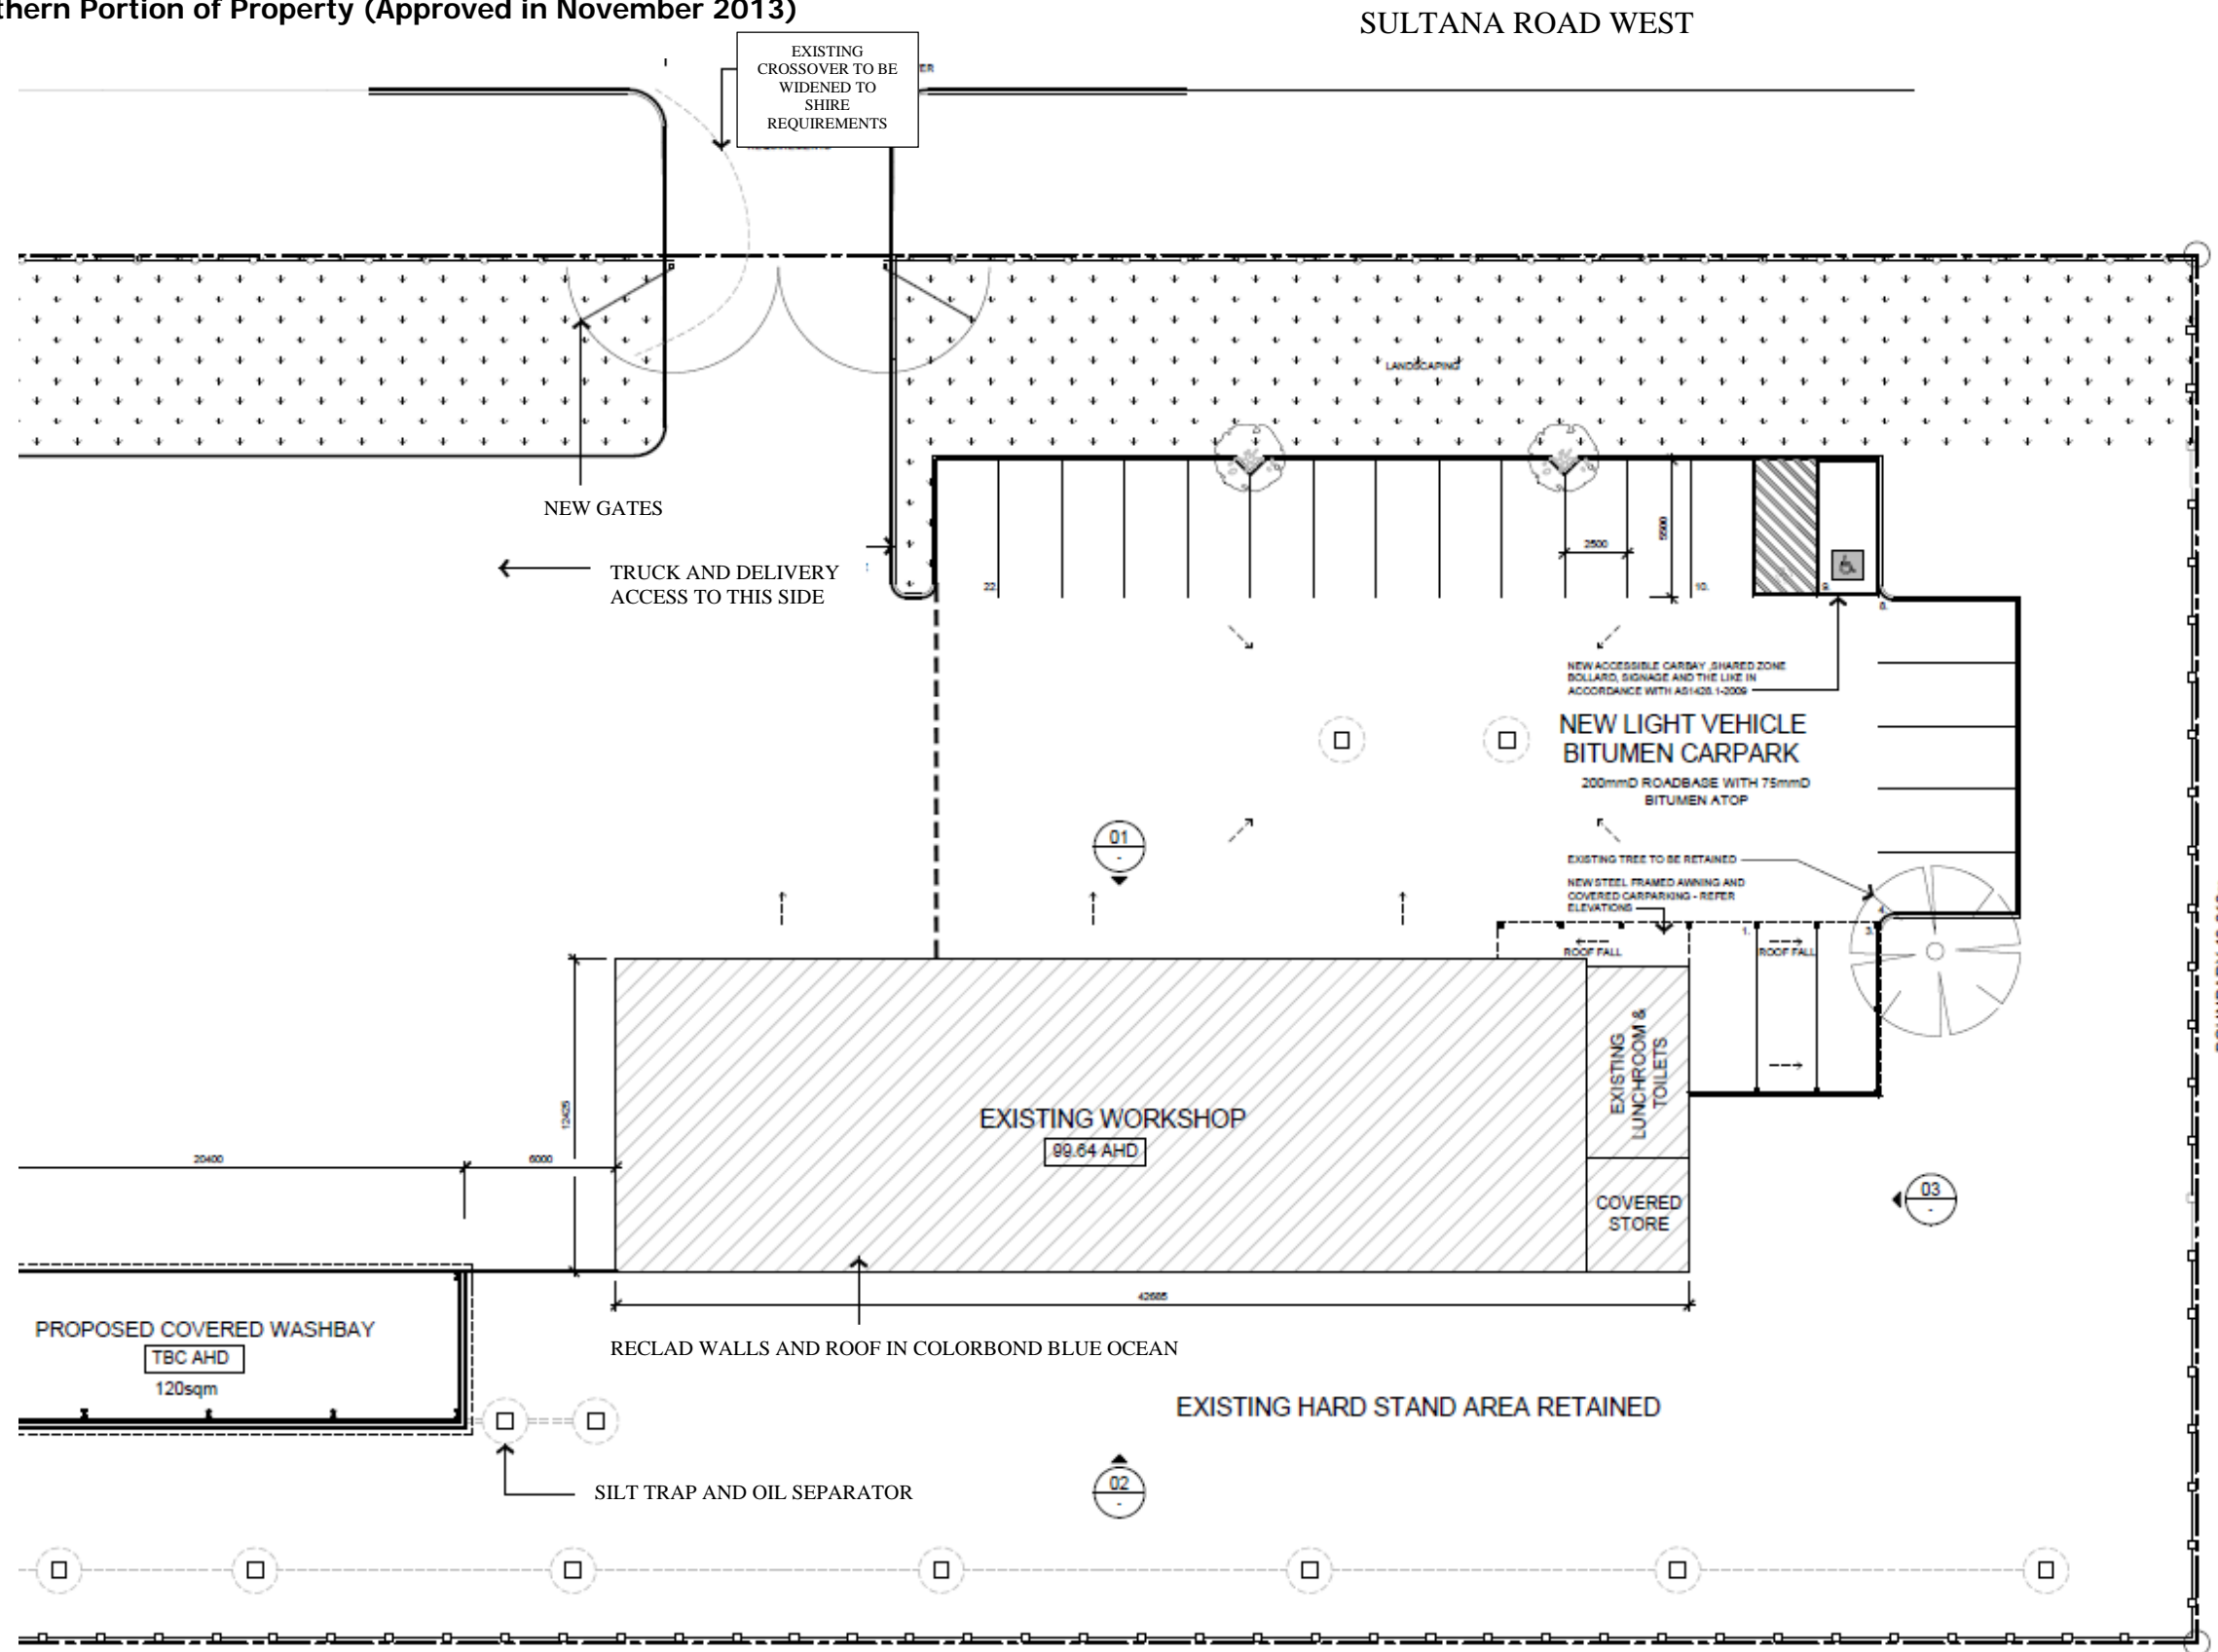 thern Portion of Property (Approved in November 2013)
SULTANA ROAD WEST
EXISTING
CROSSOVER TO BE
WIDENED TO
SHIRE
REQUIREMENTS
ER
LANDSCAPING
NEW GATES
TRUCK AND DELIVERY
ACCESS TO THIS SIDE
22.
2500
5500
10.
9.
8.
NEW ACCESSIBLE CARBAY ,SHARED ZONE
BOLLARD, SIGNAGE AND THE LIKE IN
ACCORDANCE WITH AS1428.1-2009
NEW LIGHT VEHICLE
BITUMEN CARPARK
200mmD ROADBASE WITH 75mmD
BITUMEN ATOP
01
-
EXISTING TREE TO BE RETAINED
NEW STEEL FRAMED AWNING AND
COVERED CARPARKING - REFER
ELEVATIONS
4.
1.
3.
ROOF FALL
ROOF FALL
EXISTING
LUNCHROOM &
TOILETS
12425
EXISTING WORKSHOP
99.64 AHD
20400
6000
COVERED
STORE
03
-
42685
PROPOSED COVERED WASHBAY
TBC AHD
120sqm
RECLAD WALLS AND ROOF IN COLORBOND BLUE OCEAN
EXISTING HARD STAND AREA RETAINED
SILT TRAP AND OIL SEPARATOR
02
-